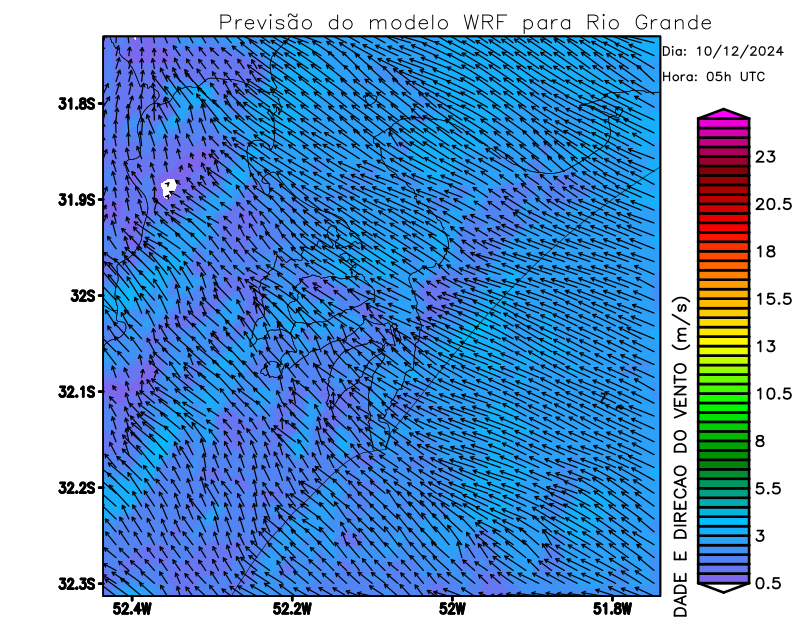 Previsão do modelo WRF para Rio Grande
Dia: 10/12/2024
Hora: 05h UTC
31.8S
31.9S
32S
32.1S
32.2S
32.3S
52.4W
52.2W
52W
51.8W
23
20.5
18
15.5
13
10.5
8
5.5
3
0.5
DADE E DIRECAO DO VENTO (m/s)